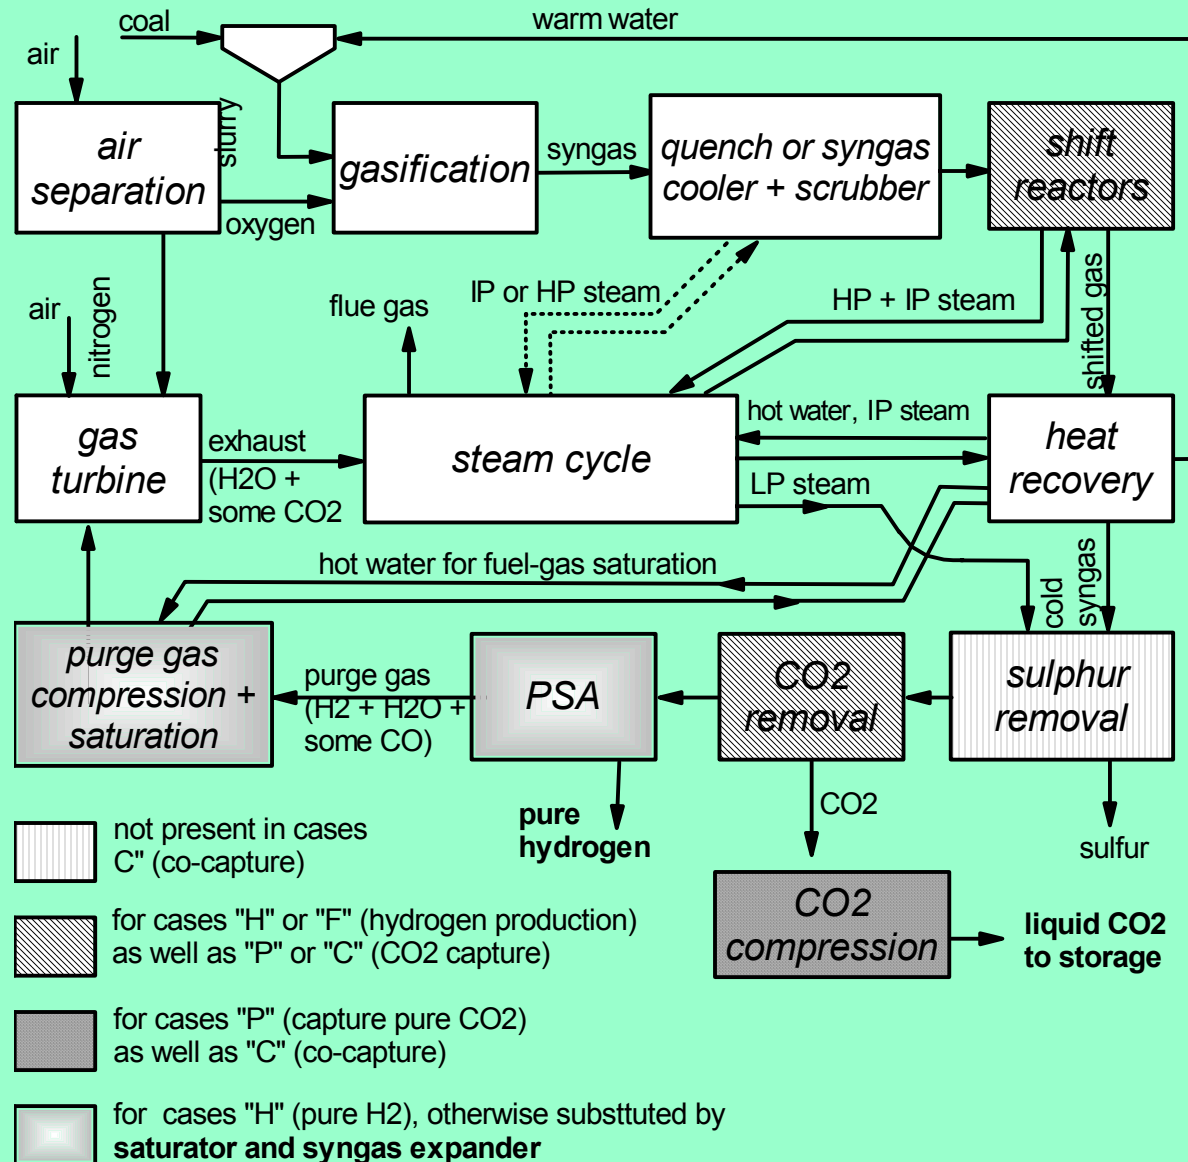 coal
warm water
air
air
separation
slurry
oxygen
gasification
syngas
quench or syngas
cooler + scrubber
shift
reactors
nitrogen
air
flue gas
IP or HP steam
HP + IP steam
shifted gas
gas
turbine
exhaust
(H2O +
some CO2
steam cycle
hot water, IP steam
LP steam
heat
recovery
hot water for fuel-gas saturation
cold
syngas
purge gas
compression +
saturation
purge gas
(H2 + H2O +
some CO)
PSA
CO2
removal
sulphur
removal
pure
hydrogen
CO2
sulfur
CO2
compression
liquid CO2
to storage
not present in cases
C" (co-capture)
for cases "H" or "F" (hydrogen production)
as well as "P" or "C" (CO2 capture)
for cases "P" (capture pure CO2)
as well as "C" (co-capture)
for cases "H" (pure H2), otherwise substtuted by
saturator and syngas expander